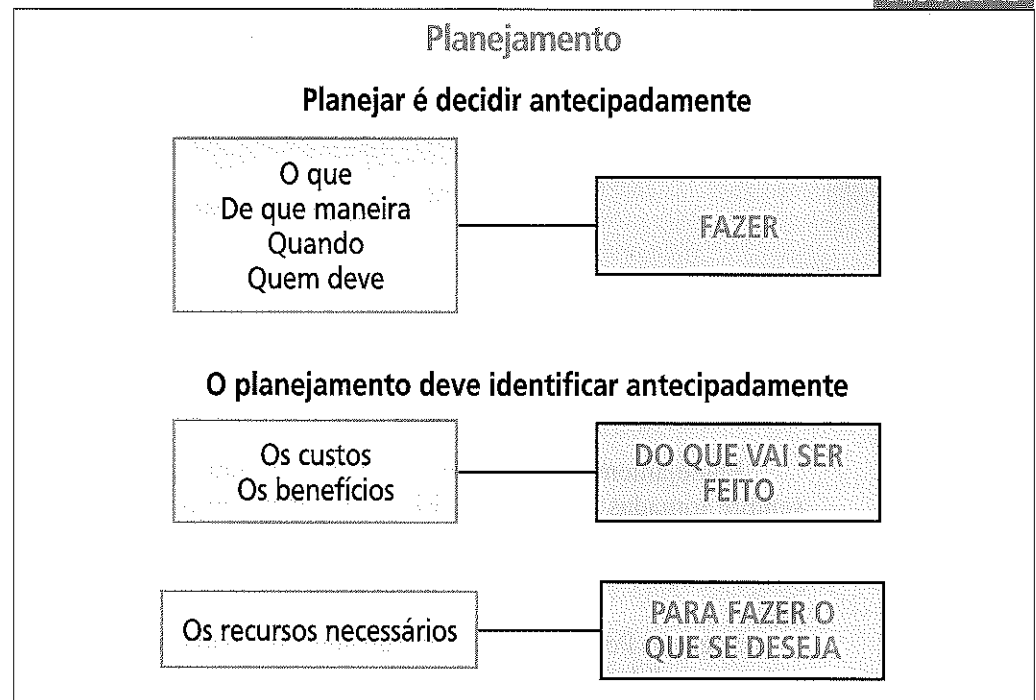 Planejamento
Planejar é decidir antecipadamente
O que
De que maneira
Quando
Quem deve
FAZER
O planejamento deve identificar antecipadamente
Os custos
Os benefícios
DO QUE VAI SER
FEITO
Os recursos necessários
PARA FAZER O
QUE SE DESEJA